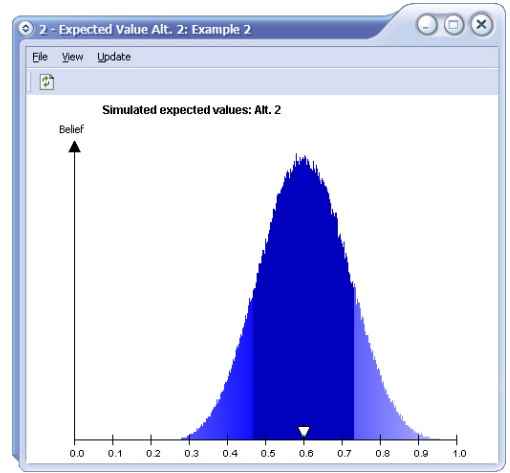 2 - Expected Value Alt. 2: Example 2
File View Update
Simulated expected values: Alt. 2
Belief
0.0 0.1 0.2 0.3 0.4 0.5 0.6 0.7 0.8 0.9 1.0